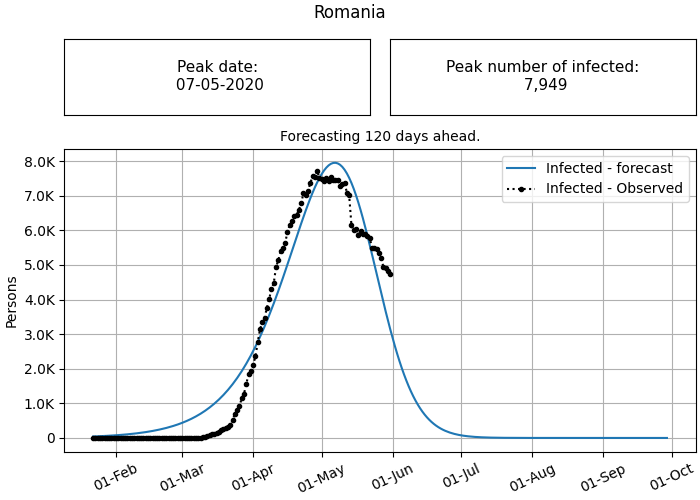 Romania
Peak date:
07-05-2020
Peak number of infected:
7,949
Forecasting 120 days ahead.
Infected - forecast
Infected - Observed
8.0K
7.0K
6.0K
5.0K
4.0K
3.0K
2.0K
1.0K
0
Persons
01-Feb
01-Mar
01-Apr
01-May
01-Jun
01-Jul
01-Aug
01-Sep
01-Oct